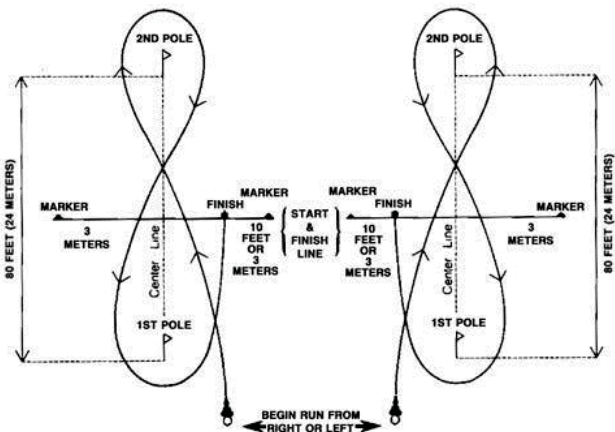 2ND POLE
2ND POLE
80 FEET (24 METERS)
MARKER
3
METERS
FINISH
MARKER
10
FEET
OR
3
METERS
START
&
FINISH
LINE
MARKER
FINISH
10
FEET
OR
3
METERS
MARKER
3
METERS
80 FEET (24 METERS)
Center Line
Center Line
1ST POLE
1ST POLE
BEGIN RUN FROM
RIGHT OR LEFT